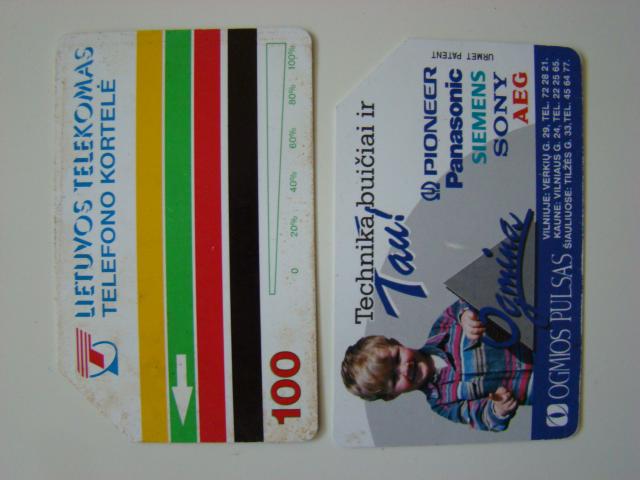 LIETUVOS TELEKOMAS
TELEFONO KORTELĖ
0 20% 40% 60% 80% 100%
100
URMET PATENT
Technika buičiai ir
Tau!
PIONEER
Panasonic
SIEMENS
SONY
AEG
Ogmina
VILNIUJE: VERKIŲ G. 29, TEL. 72 28 21.
KAUNE: VILNIAUS G. 24, TEL. 22 25 65.
ŠIAULIUOSE: TILŽĖS G. 33, TEL. 45 64 77.
OGMIOS PULSAS